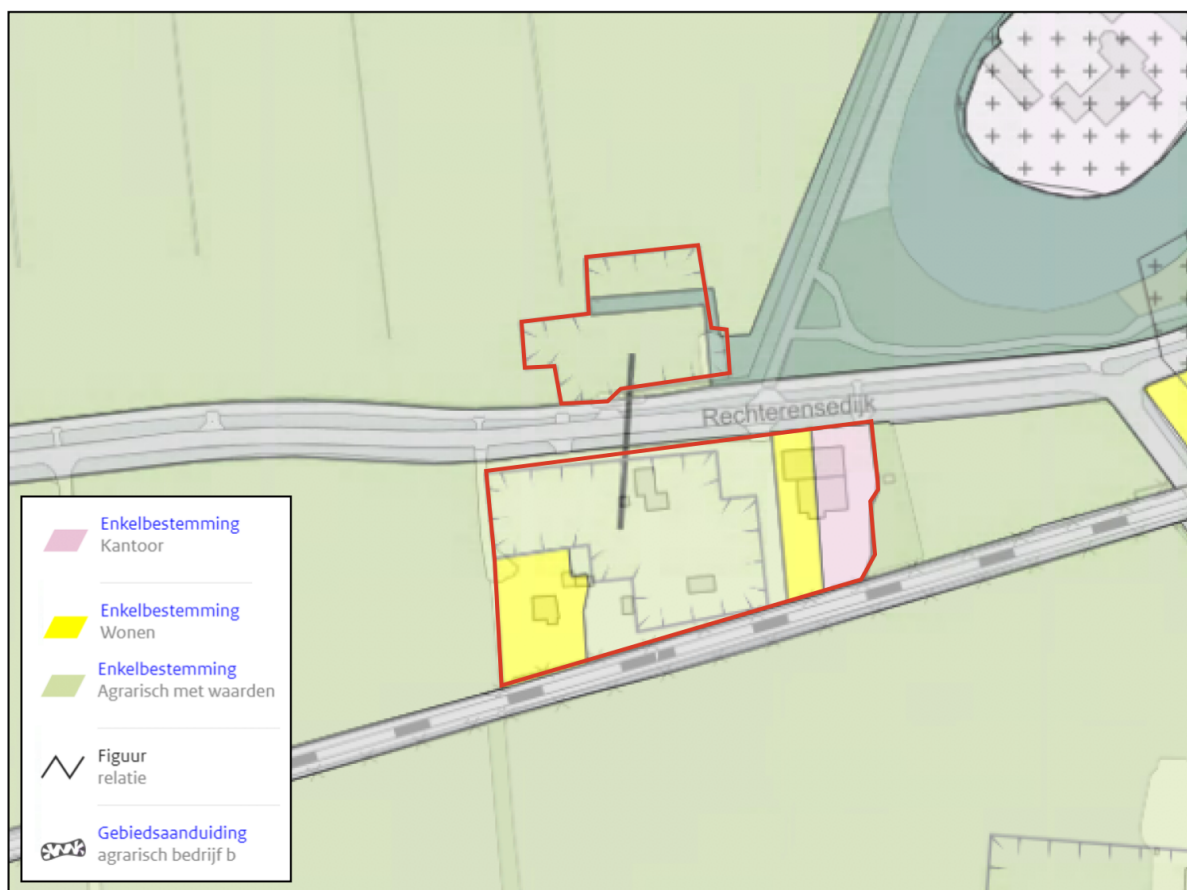 Rechterensedijk
Enkelbestemming
Kantoor
Enkelbestemming
Wonen
Enkelbestemming
Agrarisch met waarden
Figuur
relatie
Gebiedsaanduiding
agrarisch bedrijf b